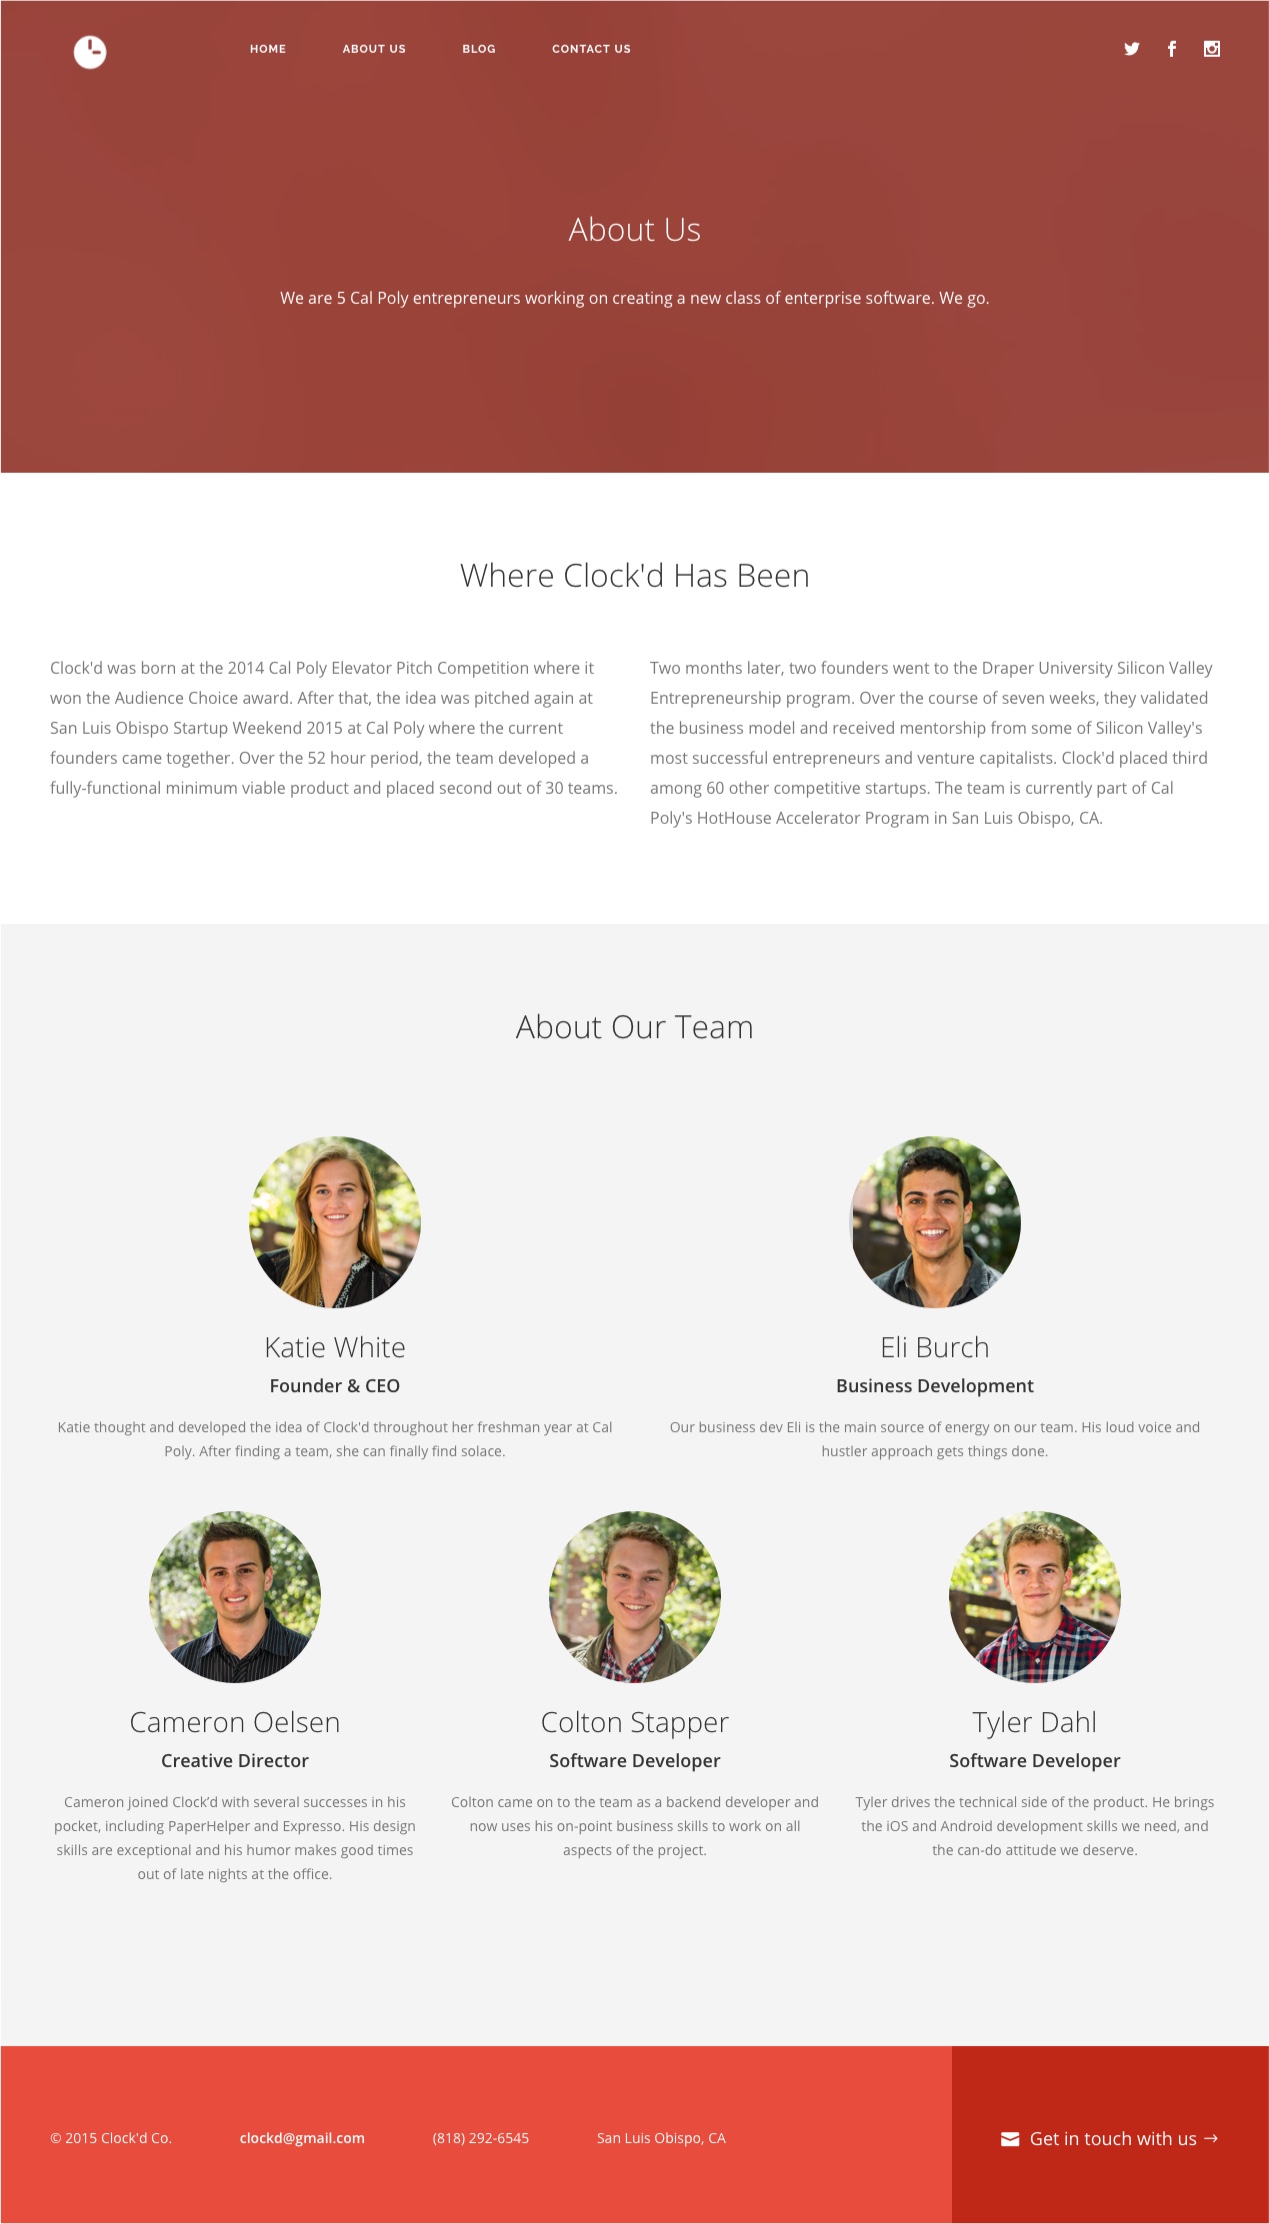 HOME ABOUT US BLOG CONTACT US
About Us
We are 5 Cal Poly entrepreneurs working on creating a new class of enterprise software. We go.
Where Clock'd Has Been
Clock'd was born at the 2014 Cal Poly Elevator Pitch Competition where it
won the Audience Choice award. After that, the idea was pitched again at
San Luis Obispo Startup Weekend 2015 at Cal Poly where the current
founders came together. Over the 52 hour period, the team developed a
fully-functional minimum viable product and placed second out of 30 teams.
Two months later, two founders went to the Draper University Silicon Valley
Entrepreneurship program. Over the course of seven weeks, they validated
the business model and received mentorship from some of Silicon Valley's
most successful entrepreneurs and venture capitalists. Clock'd placed third
among 60 other competitive startups. The team is currently part of Cal
Poly's HotHouse Accelerator Program in San Luis Obispo, CA.
About Our Team
Katie White
Founder & CEO
Katie thought and developed the idea of Clock'd throughout her freshman year at Cal
Poly. After finding a team, she can finally find solace.
Eli Burch
Business Development
Our business dev Eli is the main source of energy on our team. His loud voice and
hustler approach gets things done.
Cameron Oelsen
Creative Director
Cameron joined Clock’d with several successes in his
pocket, including PaperHelper and Expresso. His design
skills are exceptional and his humor makes good times
out of late nights at the office.
Colton Stapper
Software Developer
Colton came on to the team as a backend developer and
now uses his on-point business skills to work on all
aspects of the project.
Tyler Dahl
Software Developer
Tyler drives the technical side of the product. He brings
the iOS and Android development skills we need, and
the can-do attitude we deserve.
© 2015 Clock'd Co. clockd@gmail.com (818) 292-6545 San Luis Obispo, CA
Get in touch with us →